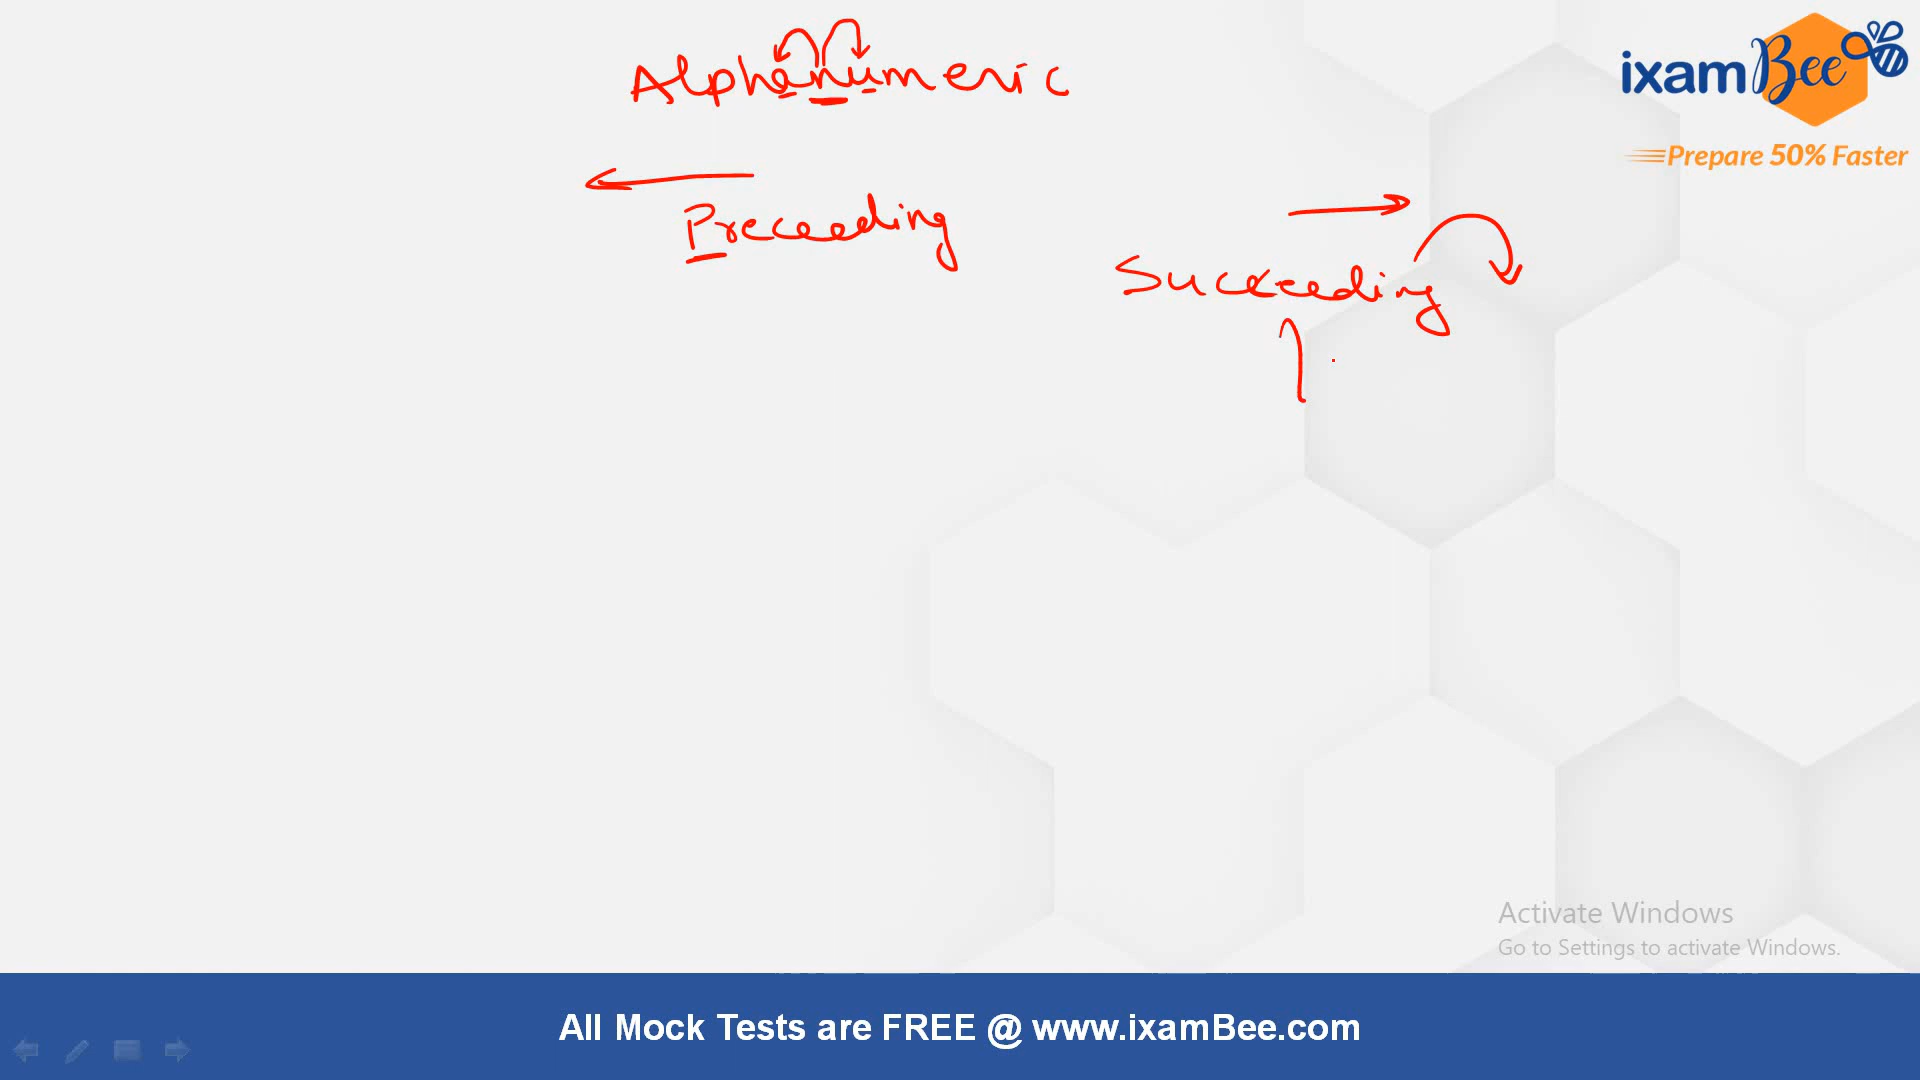 Alphanumeric
ixamBee
Prepare 50% Faster
Preceeding
Succeeding
Activate Windows
Go to Settings to activate Windows.
All Mock Tests are FREE @ www.ixamBee.com